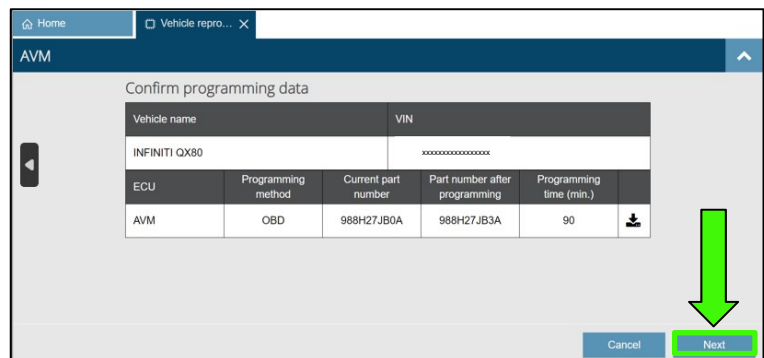 Home
Vehicle repro...
AVM
Confirm programming data
Vehicle name VIN
INFINITI QX80 xxxxxxxxxxxxxxxxx
ECU Programming method Current part number Part number after programming Programming time (min.)
AVM OBD 988H27JB0A 988H27JB3A 90
Cancel Next